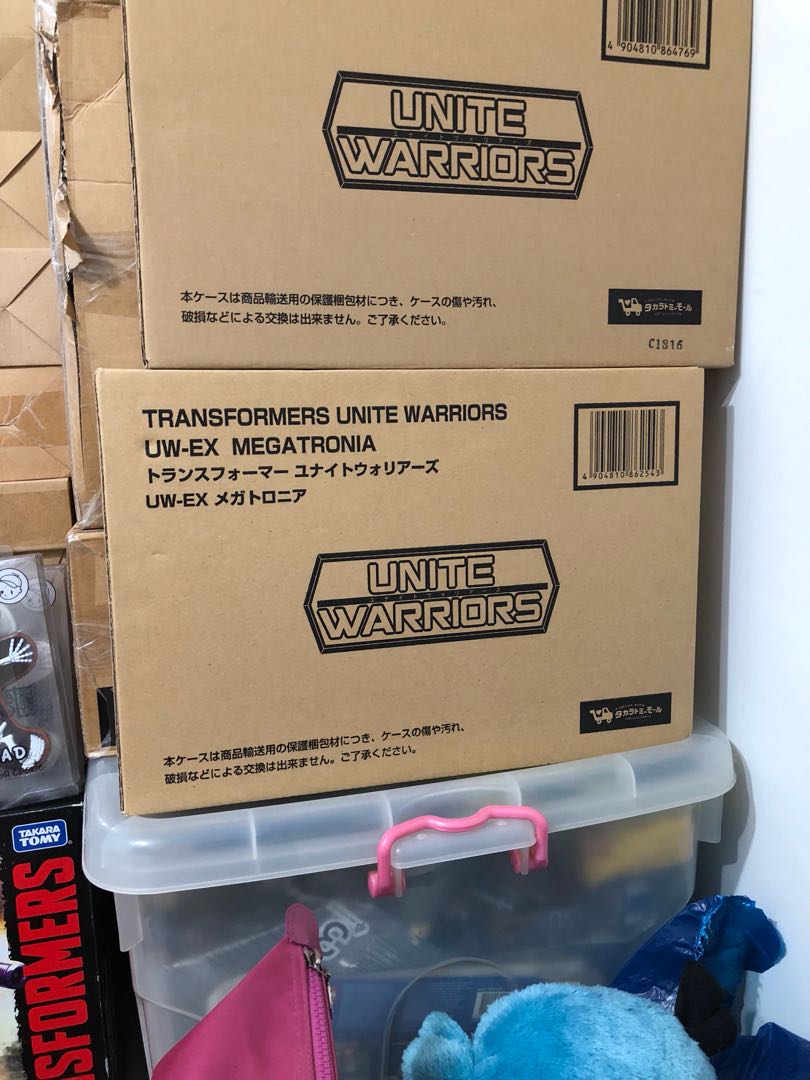 4 904810 864769
UNITE
ユナイトウォリアーズ
WARRIORS
本ケースは商品輸送用の保護梱包材につき、ケースの傷や汚れ、
破損などによる交換は出来ません。ご了承ください。
タカラトミーモール
C1816
TRANSFORMERS UNITE WARRIORS
UW-EX MEGATRONIA
トランスフォーマー ユナイトウォリアーズ
UW-EX メガトロニア
4 904810 862543
UNITE
ユナイトウォリアーズ
WARRIORS
タカラトミーモール
本ケースは商品輸送用の保護梱包材につき、ケースの傷や汚れ、
破損などによる交換は出来ません。ご了承ください。
AD
TAKARA
TOMY
SFORMERS